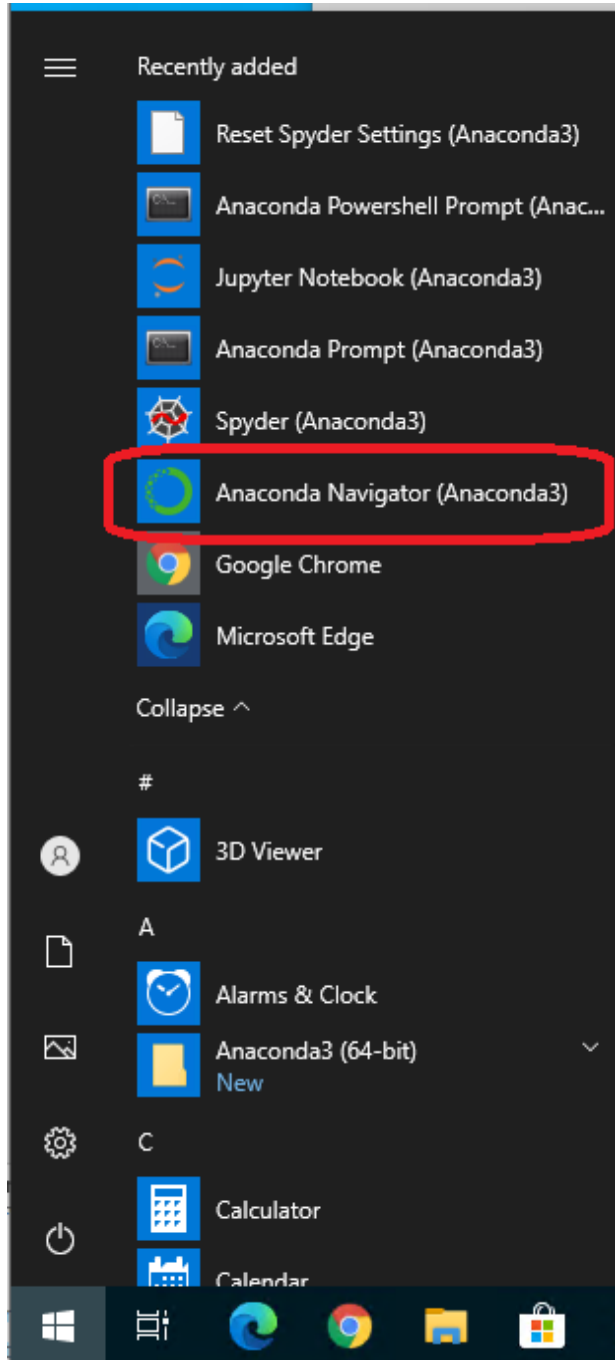 Recently added
Reset Spyder Settings (Anaconda3)
Anaconda Powershell Prompt (Anac...
Jupyter Notebook (Anaconda3)
Anaconda Prompt (Anaconda3)
Spyder (Anaconda3)
Anaconda Navigator (Anaconda3)
Google Chrome
Microsoft Edge
Collapse
#
3D Viewer
A
Alarms & Clock
Anaconda3 (64-bit)
New
C
Calculator
Calendar